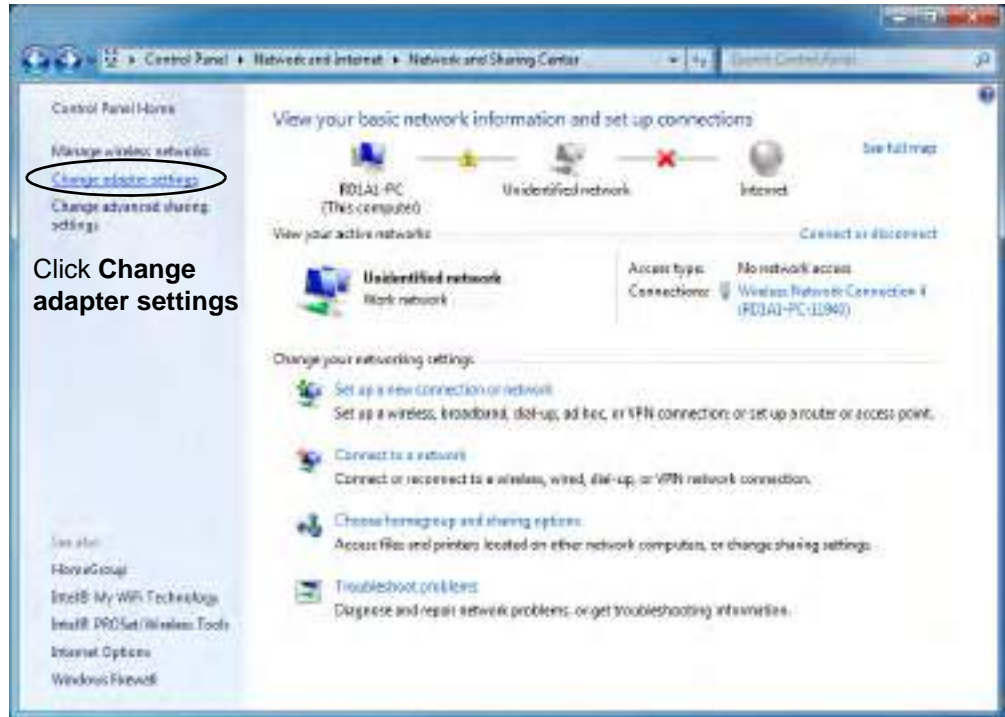 Control Panel ▸ Network and Internet ▸ Network and Sharing Center
Search Control Panel
Control Panel Home
Manage wireless networks
Change adapter settings
Change advanced sharing
settings
Click Change
adapter settings
See also
HomeGroup
Intel® My WiFi Technology
Intel® PROSet/Wireless Tools
Internet Options
Windows Firewall
View your basic network information and set up connections
See full map
RD1A1-PC
(This computer)
Unidentified network
Internet
View your active networks
Connect or disconnect
Unidentified network
Work network
Access type: No network access
Connections: Wireless Network Connection 4
(RD1A1-PC-11940)
Change your networking settings
Set up a new connection or network
Set up a wireless, broadband, dial-up, ad hoc, or VPN connection; or set up a router or access point.
Connect to a network
Connect or reconnect to a wireless, wired, dial-up, or VPN network connection.
Choose homegroup and sharing options
Access files and printers located on other network computers, or change sharing settings.
Troubleshoot problems
Diagnose and repair network problems, or get troubleshooting information.